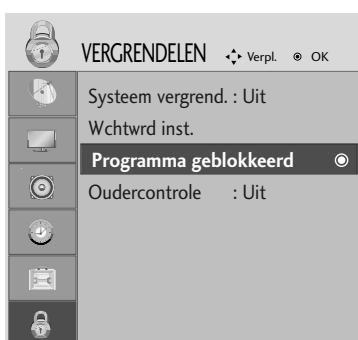 VERGRENDELEN Verpl. OK
Systeem vergrend. : Uit
Wchtwrd inst.
Programma geblokkeerd
Oudercontrole : Uit